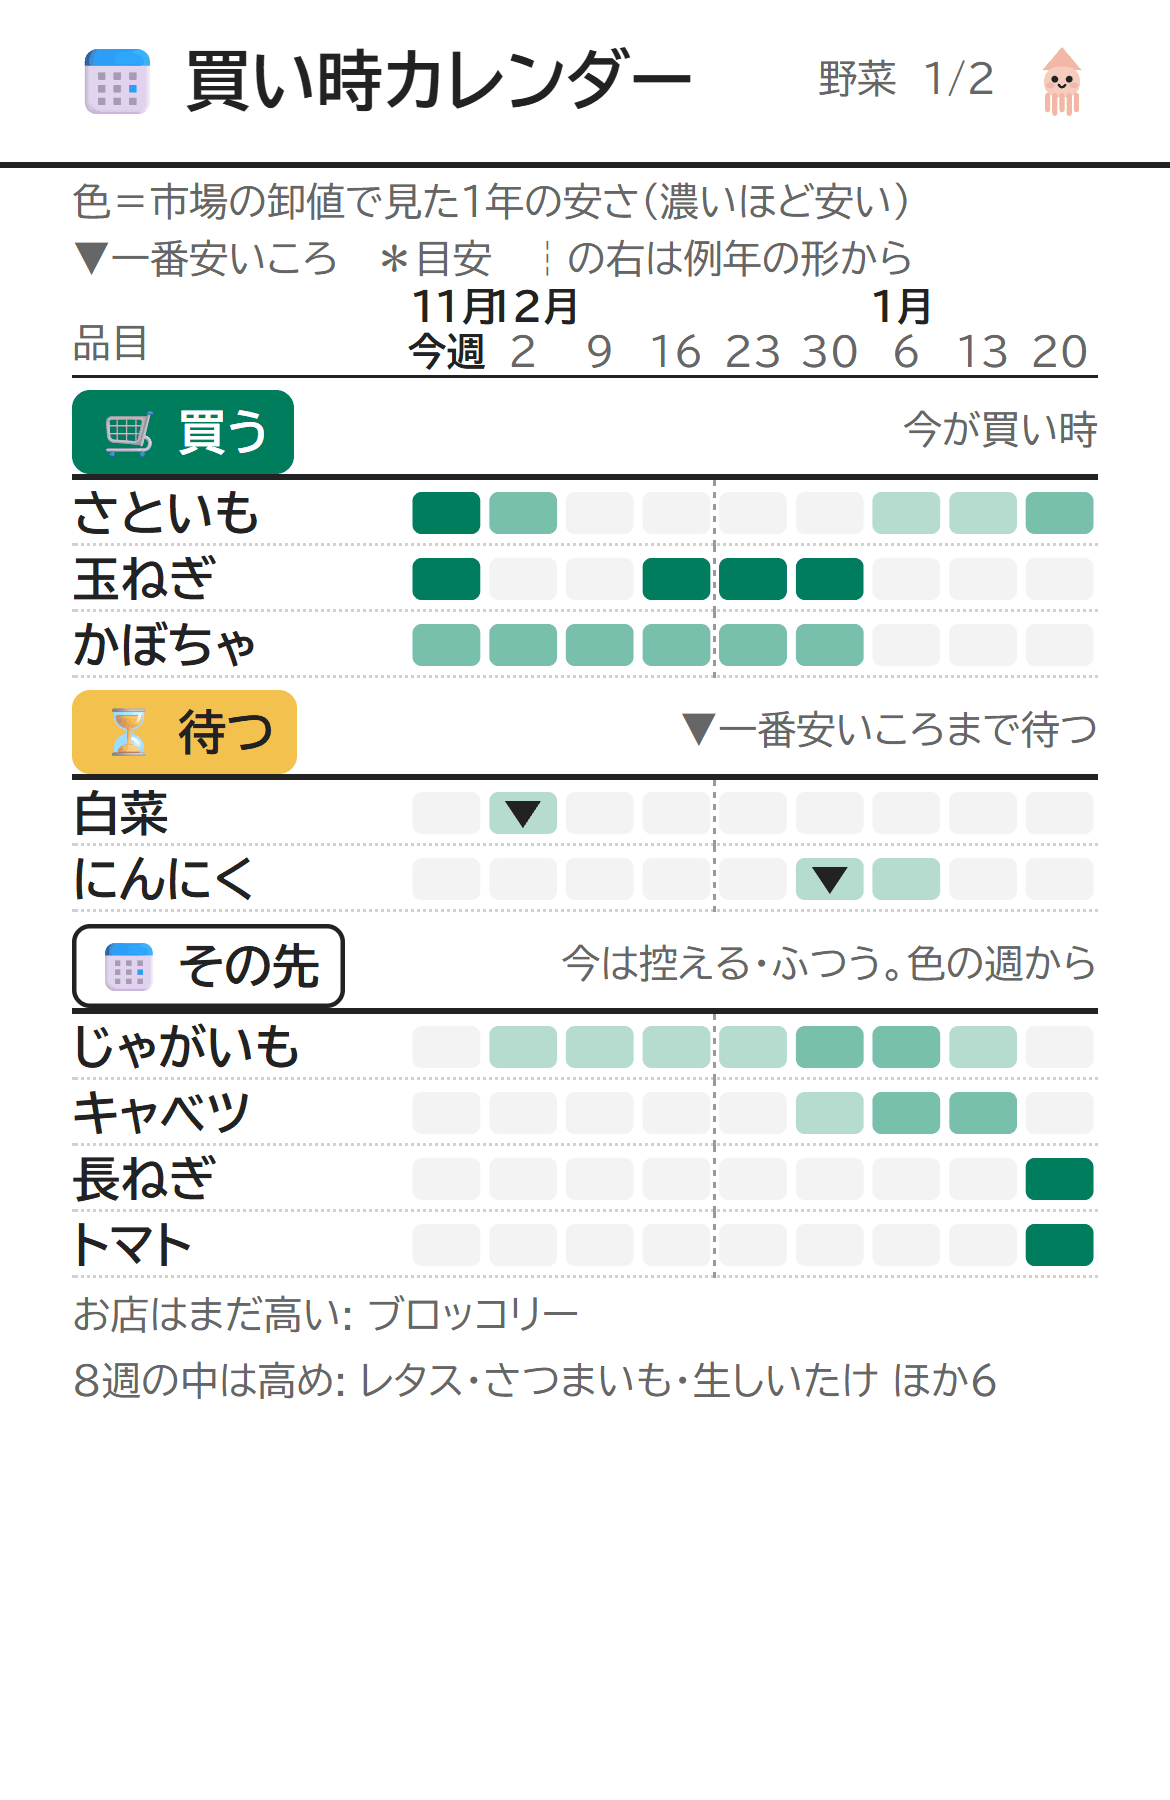 買い時カレンダー 野菜 1/2
色＝市場の卸値で見た1年の安さ（濃いほど安い）
▼一番安いころ ＊目安 ┊の右は例年の形から
11月 12月 1月
品目 今週 2 9 16 23 30 6 13 20
買う 今が買い時
さといも
玉ねぎ
かぼちゃ
待つ ▼一番安いころまで待つ
白菜 ▼
にんにく ▼
その先 今は控える・ふつう。色の週から
じゃがいも
キャベツ
長ねぎ
トマト
お店はまだ高い: ブロッコリー
8週の中は高め: レタス・さつまいも・生しいたけ ほか6